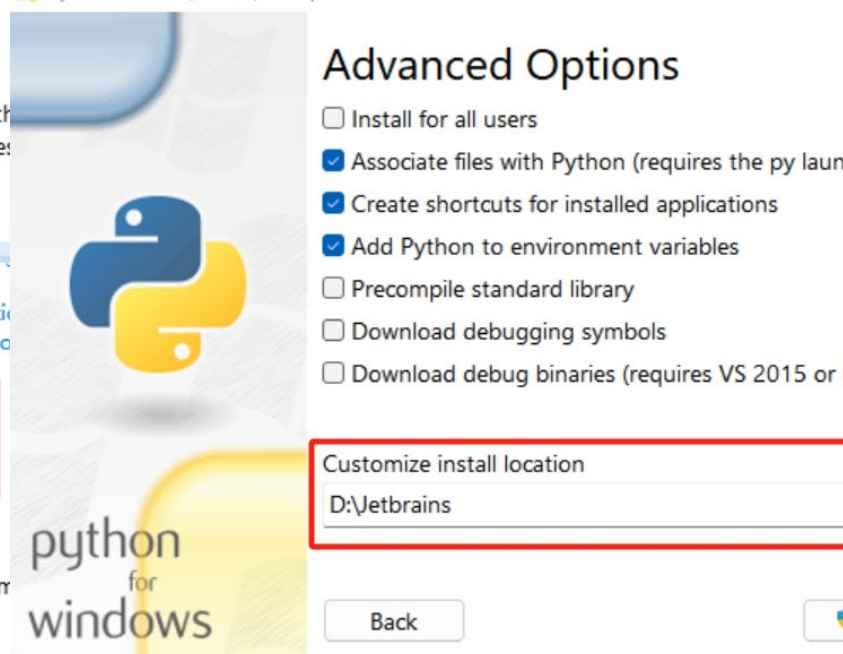 Advanced Options
Install for all users
Associate files with Python (requires the py
Create shortcuts for installed applications
Add Python to environment variables
Precompile standard library
Download debugging symbols
Download debug binaries (requires VS 2015 or
Customize install location
D:\Jetbrains
python
for
windows
Back